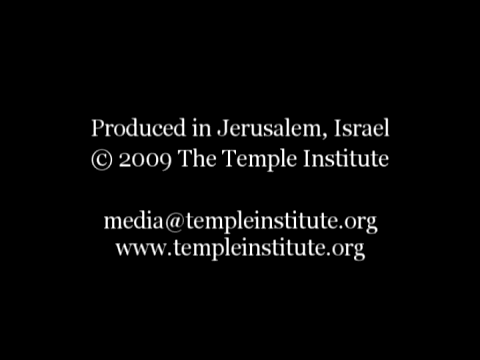 Produced in Jerusalem, Israel
© 2009 The Temple Institute
media@templeinstitute.org
www.templeinstitute.org